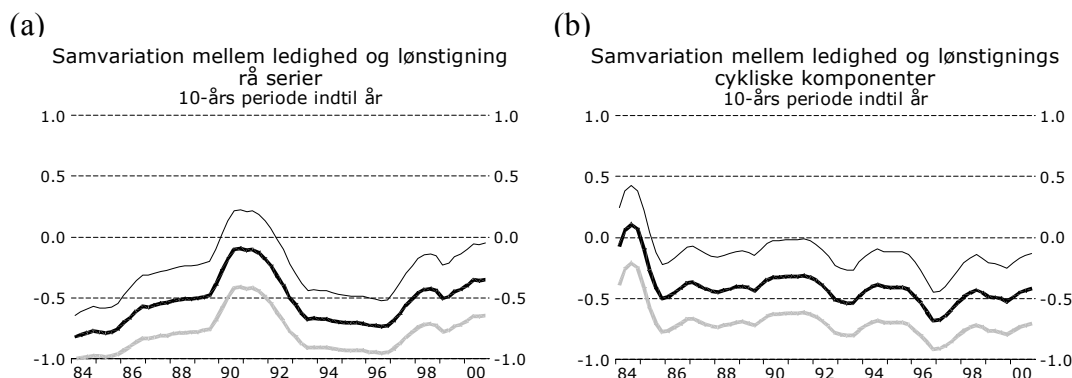 (a)
Samvariation mellem ledighed og lønstigning
rå serier
10-års periode indtil år
1.0 1.0
0.5 0.5
0.0 0.0
-0.5 -0.5
-1.0 -1.0
84 86 88 90 92 94 96 98 00
(b)
Samvariation mellem ledighed og lønstignings
cykliske komponenter
10-års periode indtil år
1.0 1.0
0.5 0.5
0.0 0.0
-0.5 -0.5
-1.0 -1.0
84 86 88 90 92 94 96 98 00